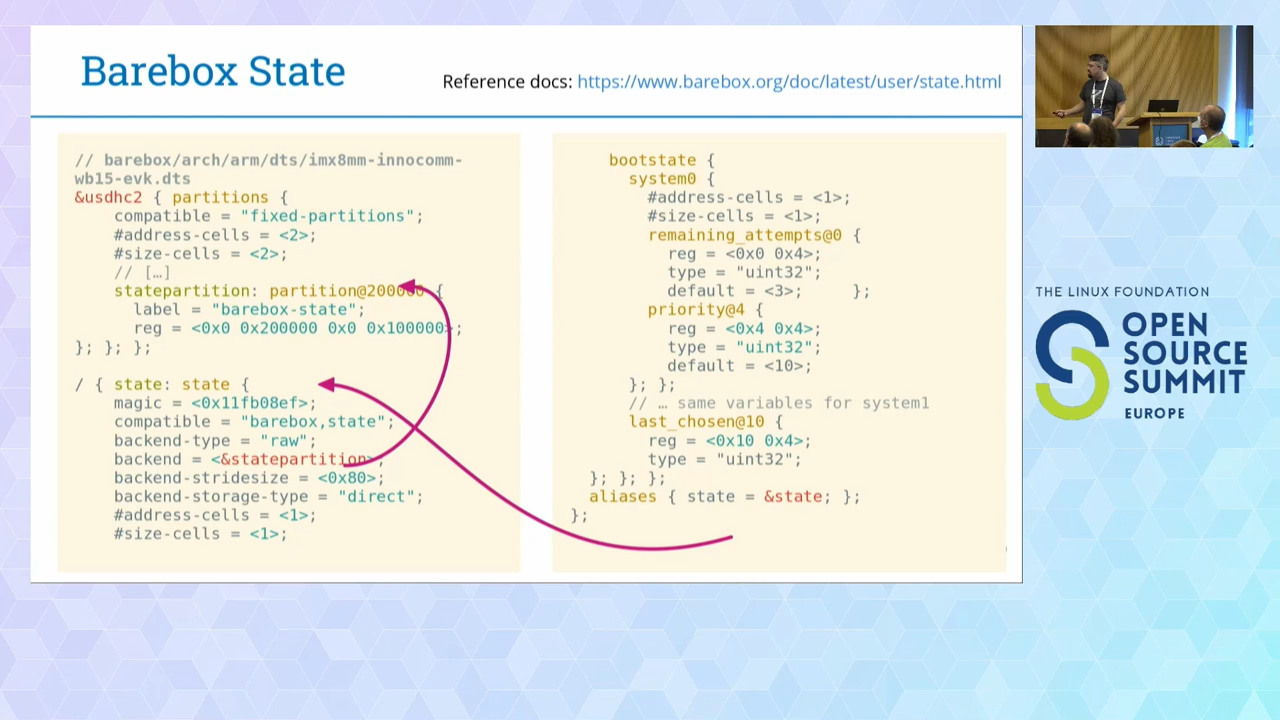 Barebox State
Reference docs: https://www.barebox.org/doc/latest/user/state.html
// barebox/arch/arm/dts/imx8mm-innocomm-
wb15-evk.dts
&usdhc2 { partitions {
compatible = "fixed-partitions";
#address-cells = <2>;
#size-cells = <2>;
// […]
statepartition: partition@200000 {
label = "barebox-state";
reg = <0x0 0x200000 0x0 0x100000>;
}; }; };
/ { state: state {
magic = <0x11fb08ef>;
compatible = "barebox,state";
backend-type = "raw";
backend = <&statepartition>;
backend-stridesize = <0x80>;
backend-storage-type = "direct";
#address-cells = <1>;
#size-cells = <1>;
bootstate {
system0 {
#address-cells = <1>;
#size-cells = <1>;
remaining_attempts@0 {
reg = <0x0 0x4>;
type = "uint32";
default = <3>; };
priority@4 {
reg = <0x4 0x4>;
type = "uint32";
default = <10>;
}; };
// … same variables for system1
last_chosen@10 {
reg = <0x10 0x4>;
type = "uint32";
}; }; };
aliases { state = &state; };
};
THE LINUX FOUNDATION
OPEN
SOURCE
SUMMIT
EUROPE